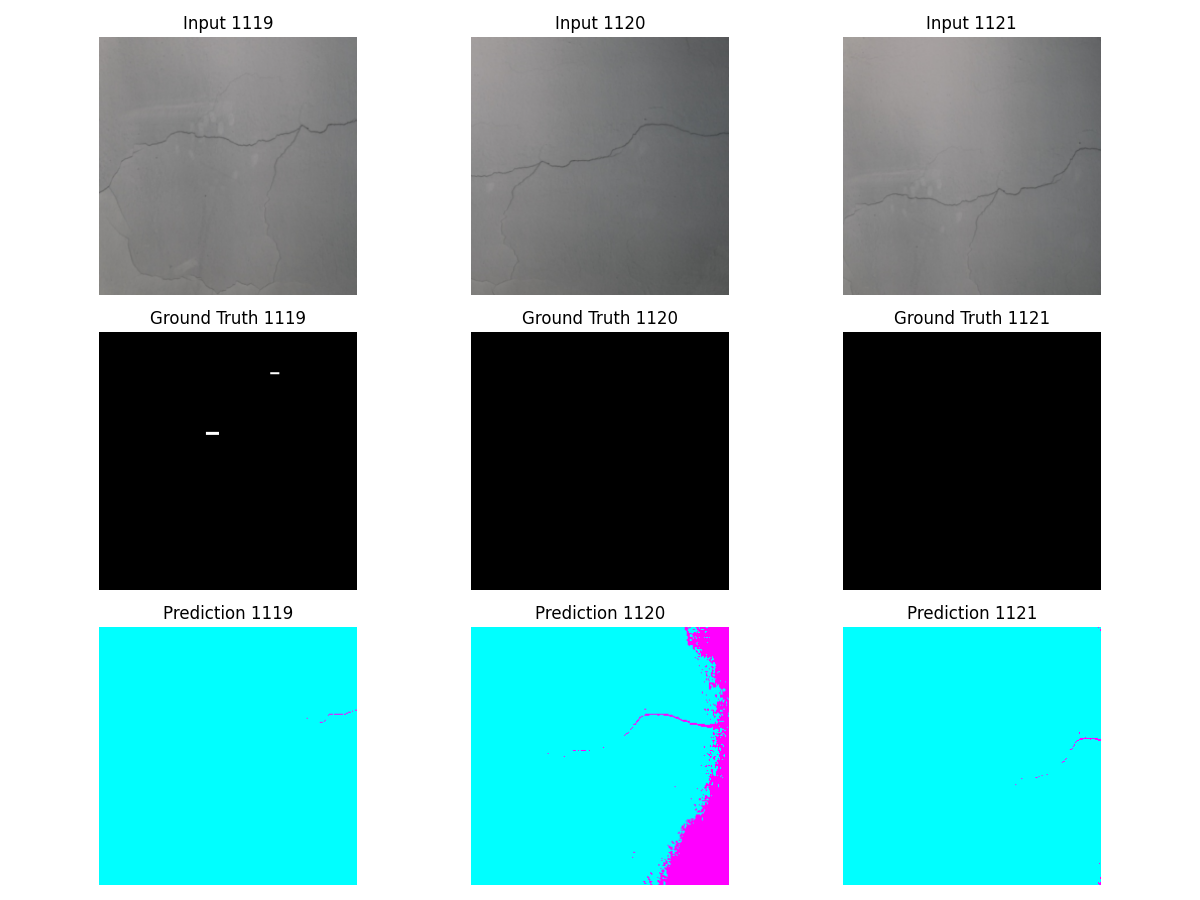 Input 1119
Input 1120
Input 1121
Ground Truth 1119
Ground Truth 1120
Ground Truth 1121
Prediction 1119
Prediction 1120
Prediction 1121